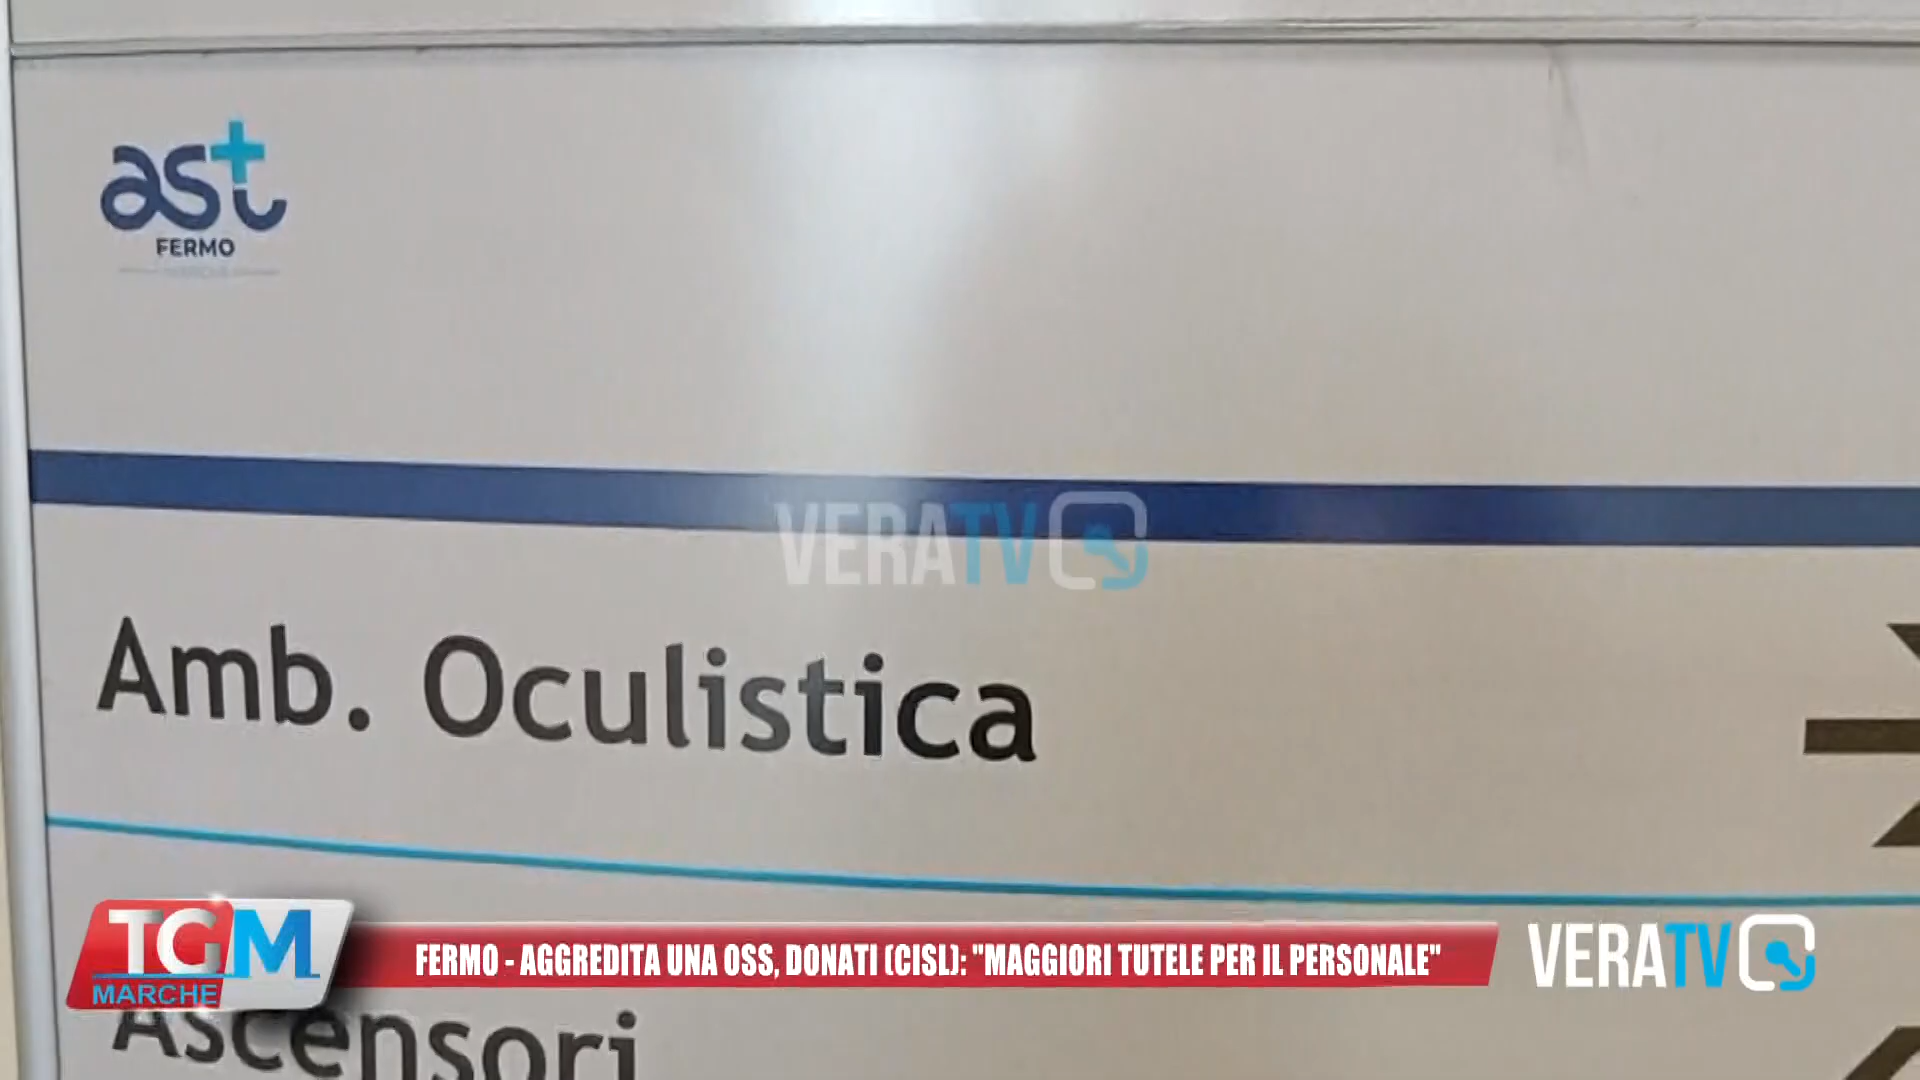 ast
FERMO
VERATV
Amb. Oculistica
TGM
MARCHE
FERMO - AGGREDITA UNA OSS, DONATI (CISL): "MAGGIORI TUTELE PER IL PERSONALE"
VERATV
Ascensori